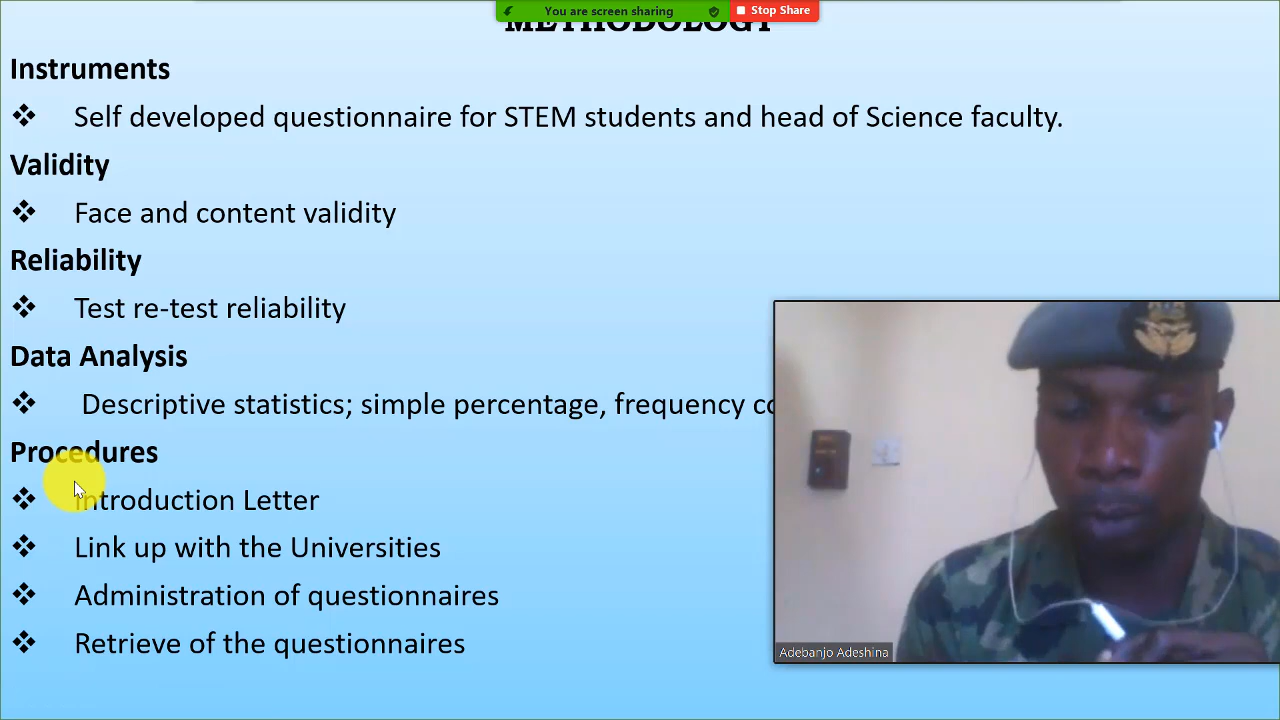 You are screen sharing
Stop Share
METHODOLOGY
Instruments
❖ Self developed questionnaire for STEM students and head of Science faculty.
Validity
❖ Face and content validity
Reliability
❖ Test re-test reliability
Data Analysis
❖ Descriptive statistics; simple percentage, frequency
Procedures
❖ Introduction Letter
❖ Link up with the Universities
❖ Administration of questionnaires
❖ Retrieve of the questionnaires
Adebanjo Adeshina